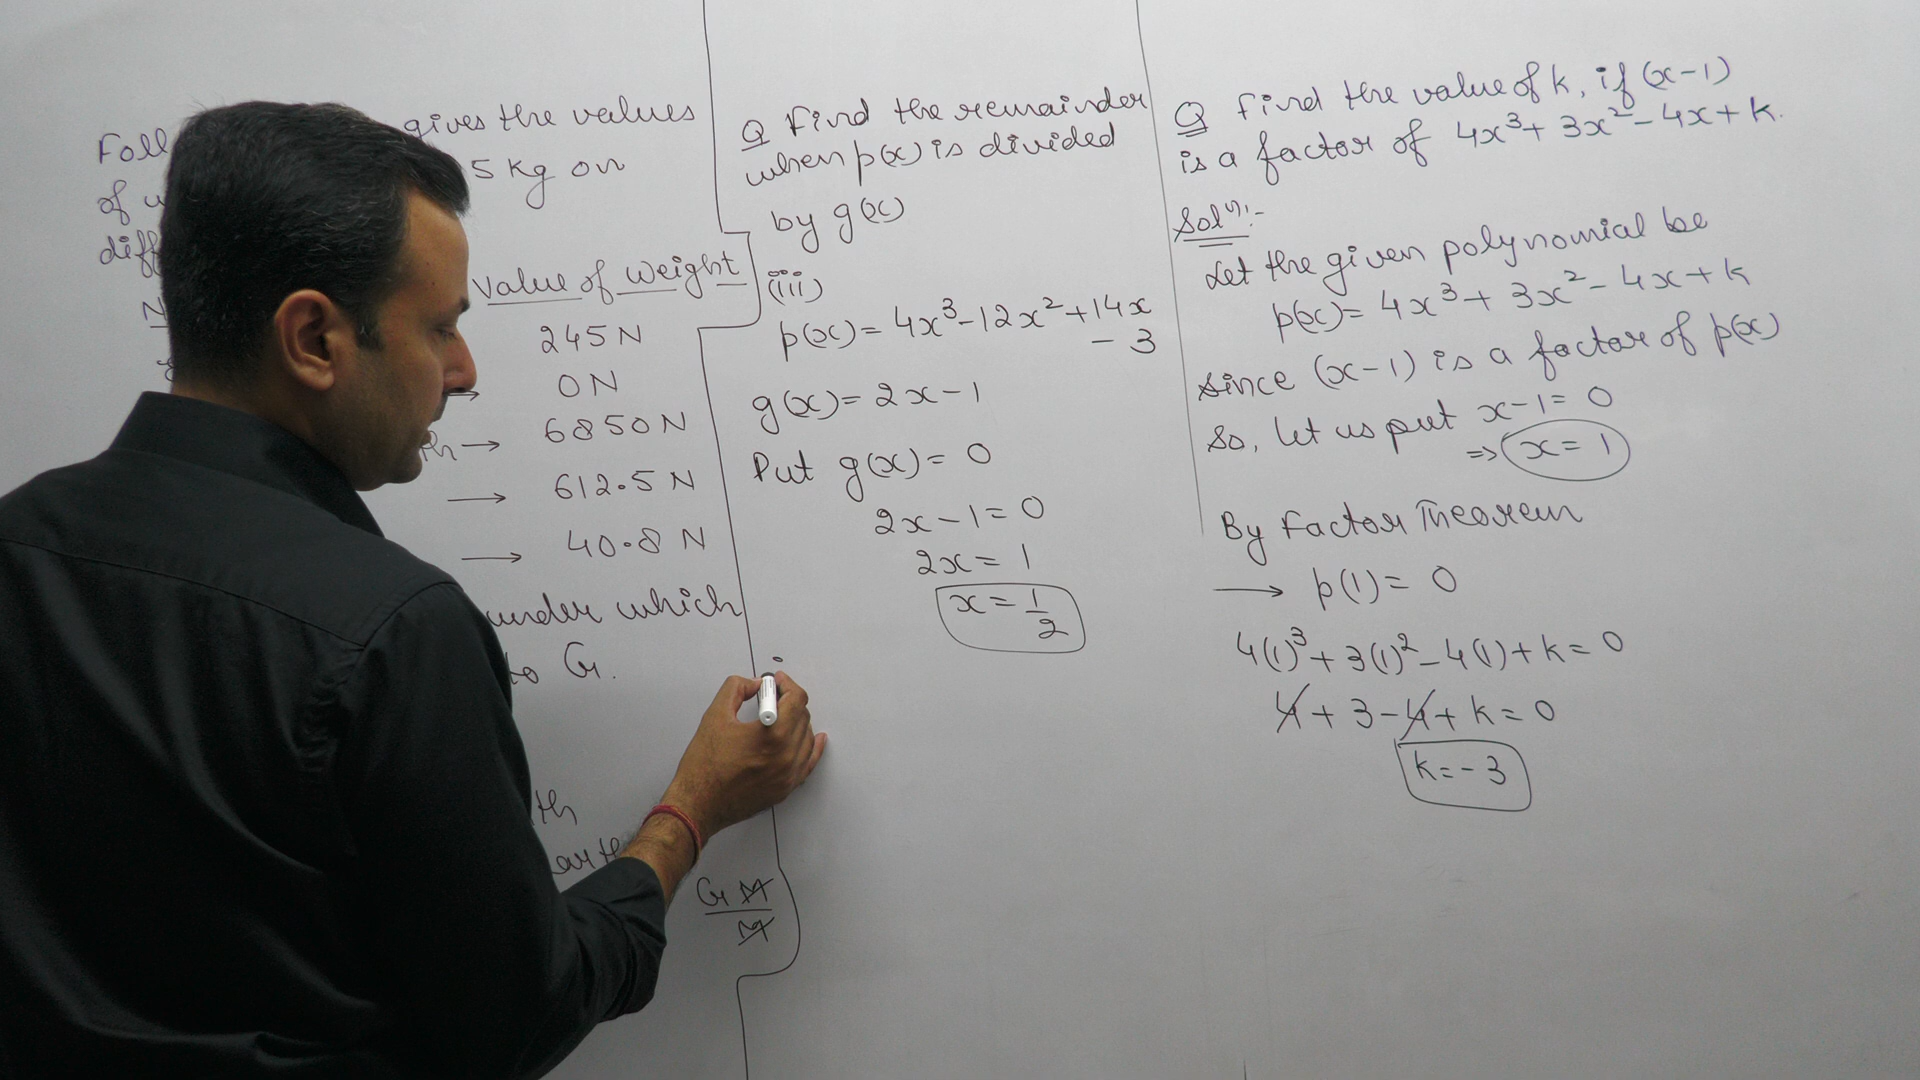 gives the values
5 kg on
value of weight
245 N
0 N
→ 6850 N
→ 612.5 N
→ 40.8 N
under which
to G.
th
G M
M
Q Find the remainder
when p(x) is divided
by g(x)
(iii)
p(x) = 4x³-12x²+14x
- 3
g(x) = 2x-1
Put g(x) = 0
2x-1 = 0
2x = 1
x = 1/2
Q Find the value of k, if (x-1)
is a factor of 4x³+ 3x²- 4x + k.
Solⁿ:-
Let the given polynomial be
p(x) = 4x³+ 3x²- 4x + k
Since (x-1) is a factor of p(x)
So, let us put x-1 = 0
⇒ x = 1
By Factor Theorem
→ p(1) = 0
4(1)³+ 3(1)²- 4(1) + k = 0
4 + 3 - 4 + k = 0
k = - 3